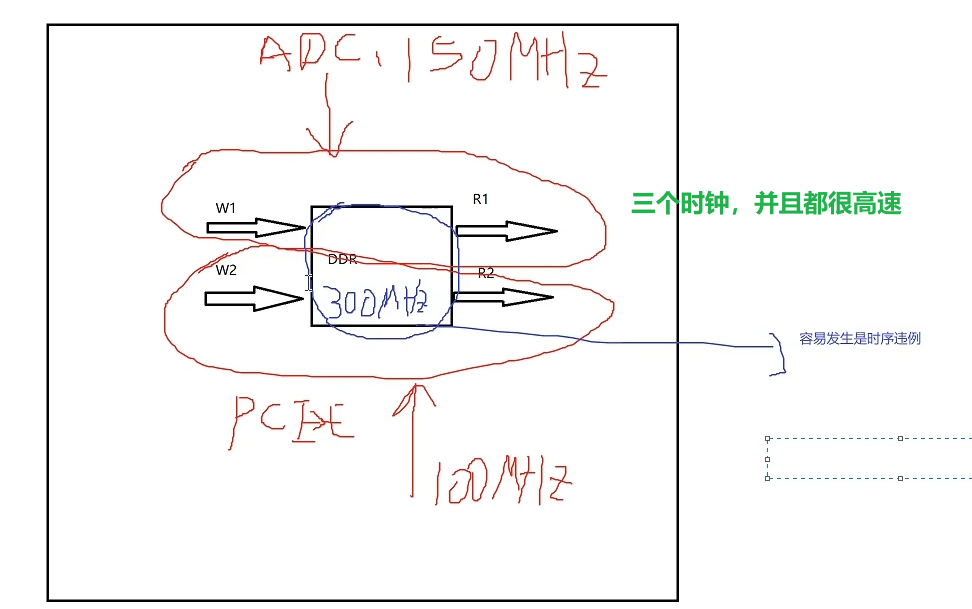 ADC, 150MHz
W1
R1
三个时钟，并且都很高速
DDR
W2
R2
300MHz
容易发生是时序违例
PCIE
100MHz